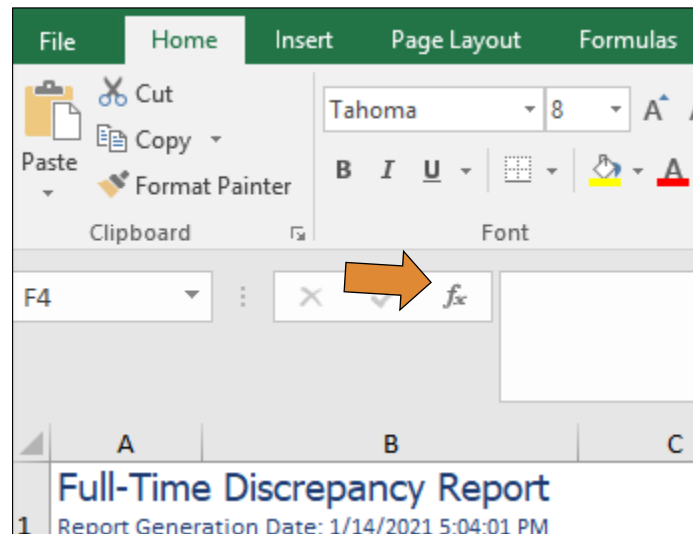 File Home Insert Page Layout Formulas
Cut
Tahoma 8 A
Copy
Paste
B I U A
Format Painter
Clipboard Font
F4 fx
A B C
Full-Time Discrepancy Report
1 Report Generation Date: 1/14/2021 5:04:01 PM